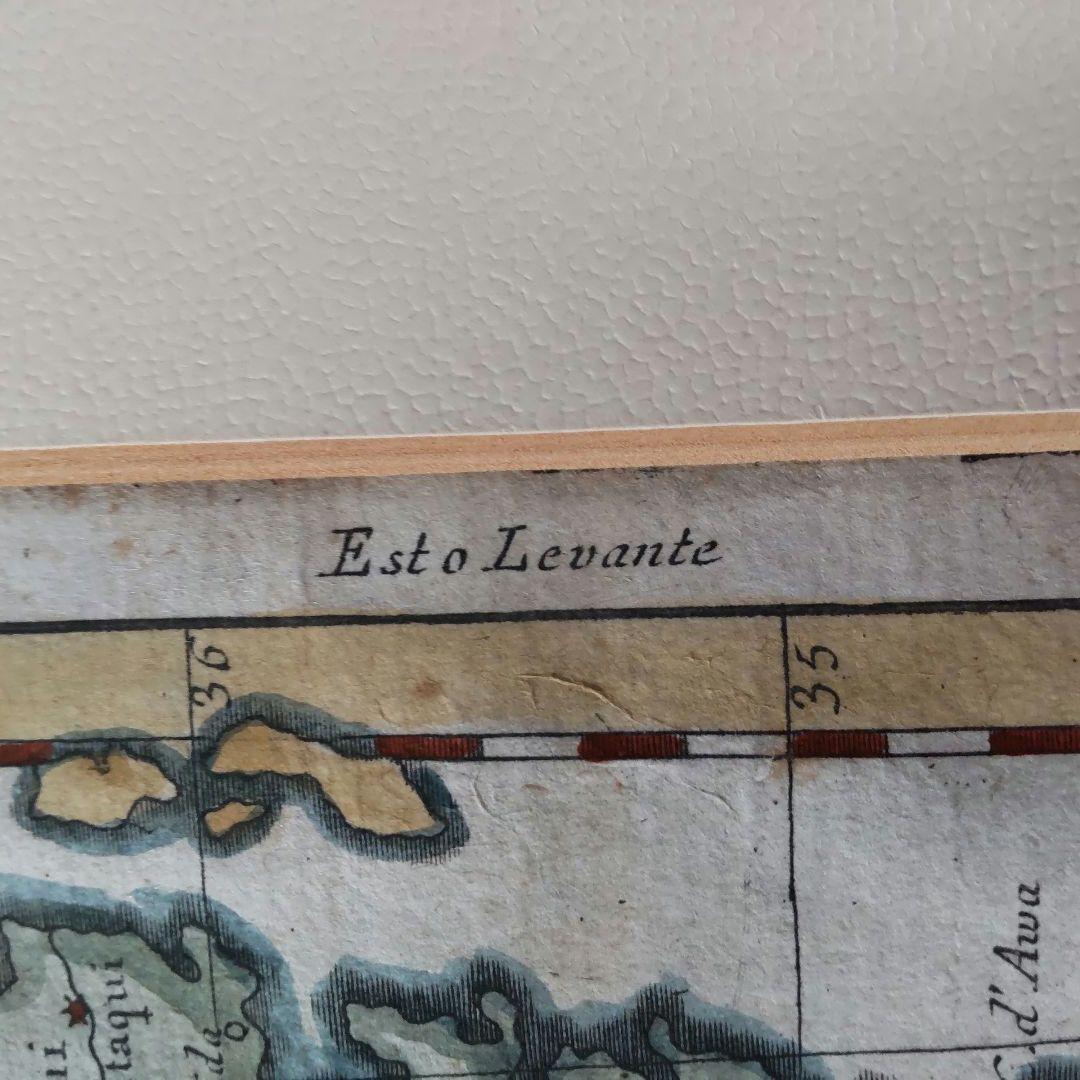 Est o Levante
36
35
d'Awa
taqui